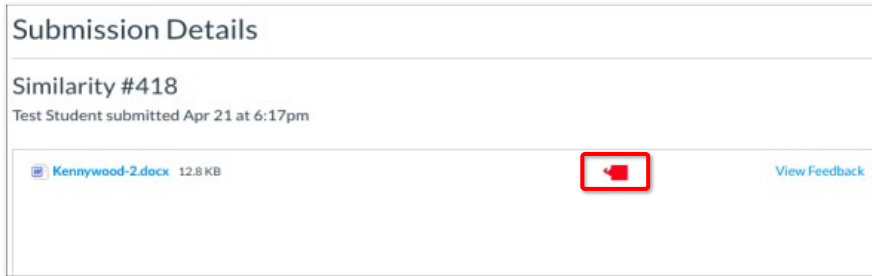 Submission Details
Similarity #418
Test Student submitted Apr 21 at 6:17pm
Kennywood-2.docx 12.8 KB View Feedback